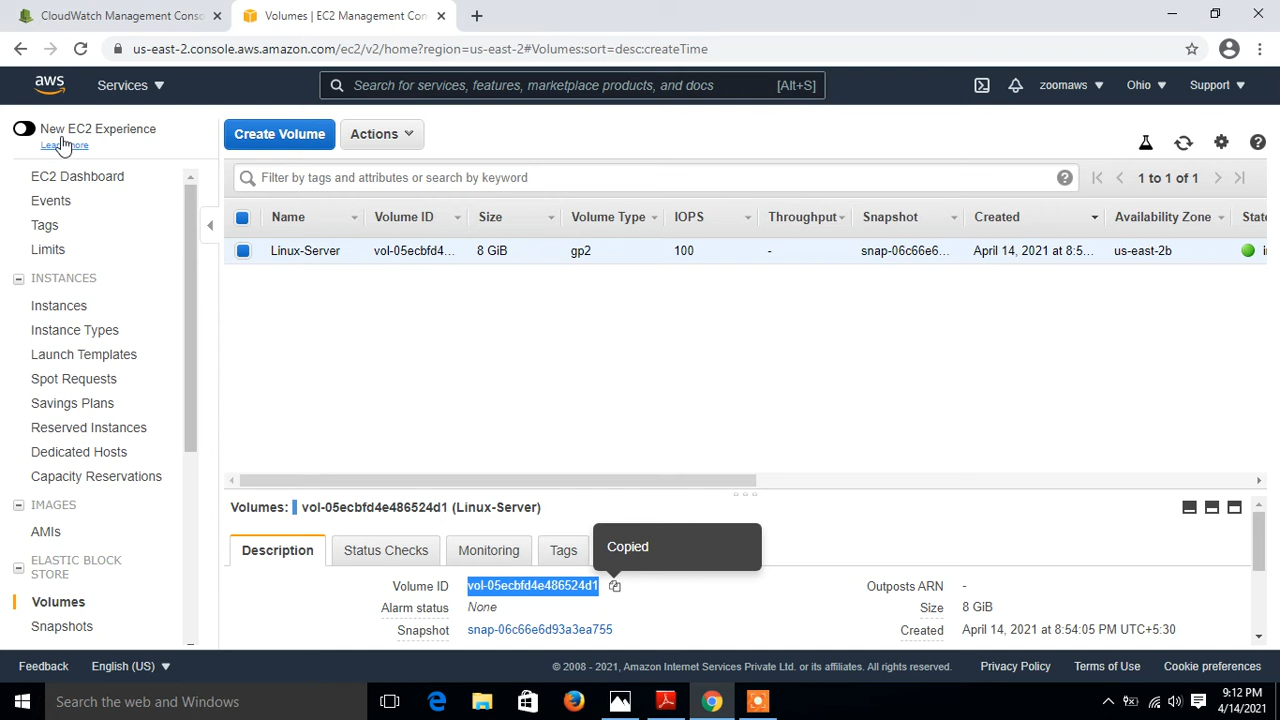 CloudWatch Management Conso
Volumes | EC2 Management Con
us-east-2.console.aws.amazon.com/ec2/v2/home?region=us-east-2#Volumes:sort=desc:createTime
aws
Services
Search for services, features, marketplace products, and docs
[Alt+S]
zoomaws
Ohio
Support
New EC2 Experience
Learn more
EC2 Dashboard
Events
Tags
Limits
INSTANCES
Instances
Instance Types
Launch Templates
Spot Requests
Savings Plans
Reserved Instances
Dedicated Hosts
Capacity Reservations
IMAGES
AMIs
ELASTIC BLOCK
STORE
Volumes
Snapshots
Create Volume
Actions
Filter by tags and attributes or search by keyword
1 to 1 of 1
Name Volume ID Size Volume Type IOPS Throughput Snapshot Created Availability Zone State
Linux-Server vol-05ecbfd4... 8 GiB gp2 100 - snap-06c66e6... April 14, 2021 at 8:5... us-east-2b
Volumes: vol-05ecbfd4e486524d1 (Linux-Server)
Description
Status Checks
Monitoring
Tags
Copied
Volume ID vol-05ecbfd4e486524d1
Alarm status None
Snapshot snap-06c66e6d93a3ea755
Outposts ARN -
Size 8 GiB
Created April 14, 2021 at 8:54:05 PM UTC+5:30
Feedback
English (US)
© 2008 - 2021, Amazon Internet Services Private Ltd. or its affiliates. All rights reserved.
Privacy Policy
Terms of Use
Cookie preferences
Search the web and Windows
9:12 PM
4/14/2021